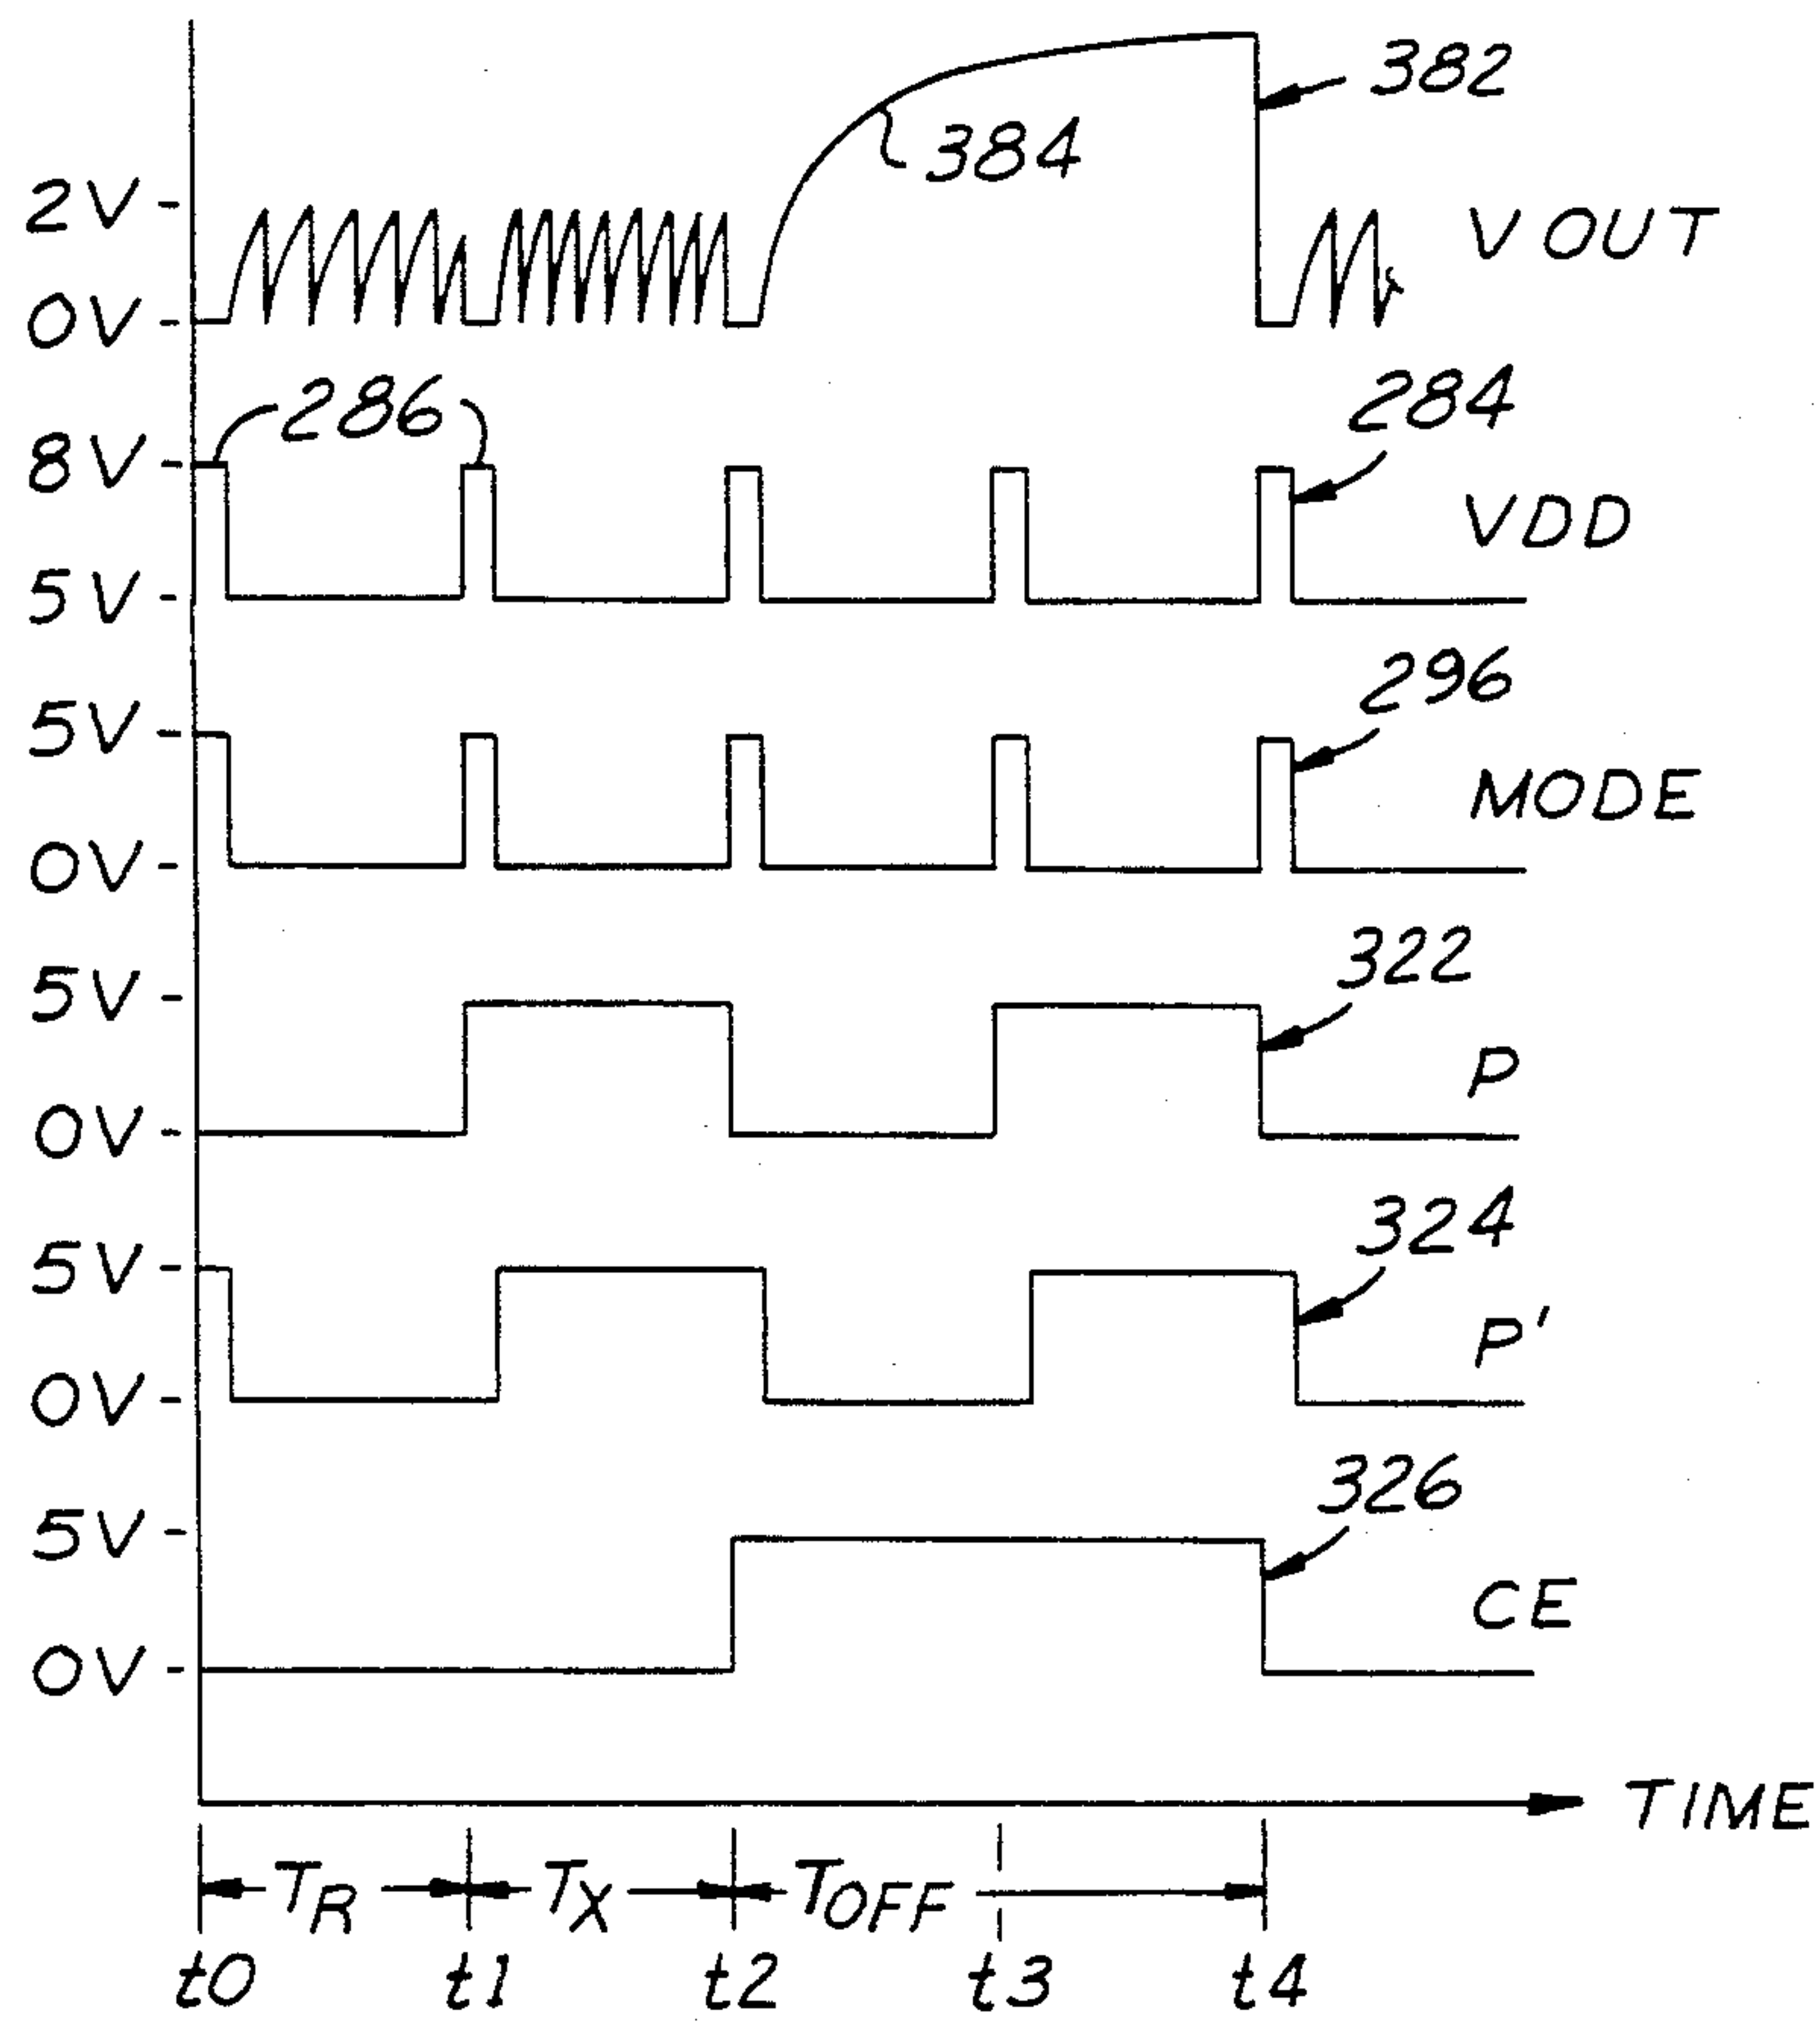 382
384
2V
V OUT
0V
286
284
8V
VDD
5V
296
5V
MODE
0V
322
5V
P
0V
324
5V
P'
0V
326
5V
CE
0V
TIME
TR TX TOFF
t0 t1 t2 t3 t4